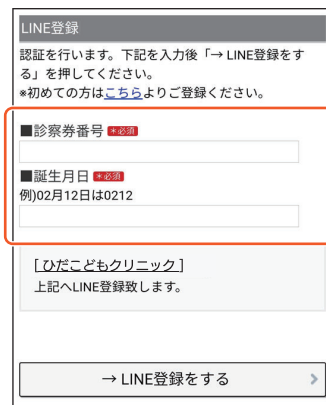 LINE登録
認証を行います。下記を入力後「→ LINE登録をす
る」を押してください。
*初めての方はこちらよりご登録ください。
■診察券番号 *必須
■誕生月日 *必須
例)02月12日は0212
[ ひだこどもクリニック ]
上記へLINE登録致します。
→ LINE登録をする